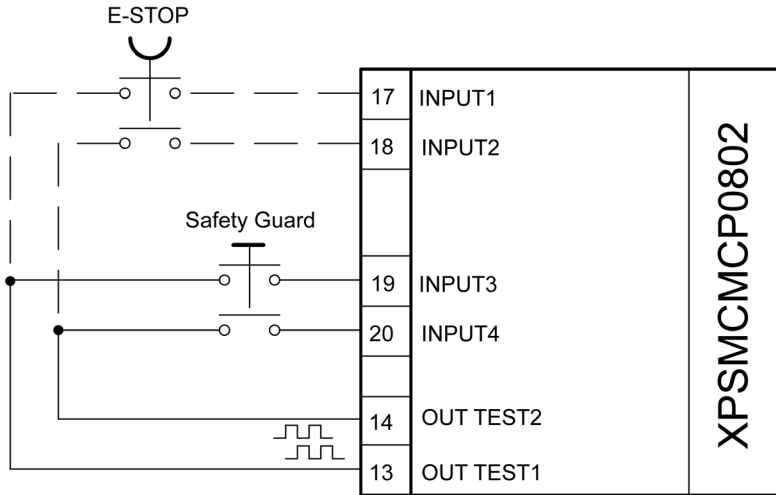 E-STOP
17 INPUT1
18 INPUT2
Safety Guard
19 INPUT3
20 INPUT4
14 OUT TEST2
13 OUT TEST1
XPSMCMCP0802